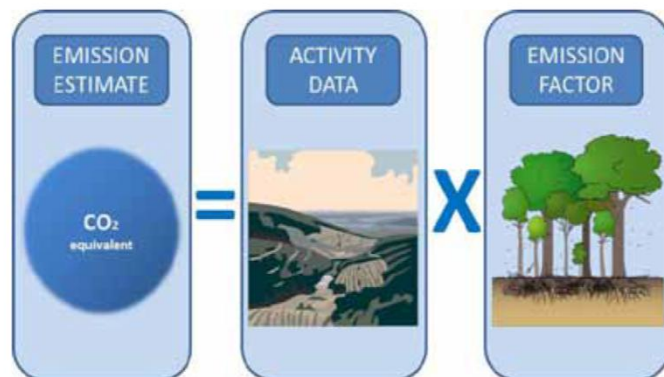 EMISSION
ESTIMATE
CO₂
equivalent
=
ACTIVITY
DATA
X
EMISSION
FACTOR